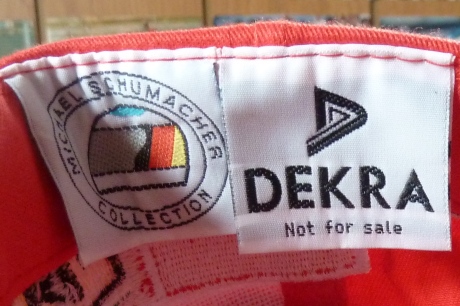 MICHAEL SCHUMACHER
COLLECTION
DEKRA
Not for sale